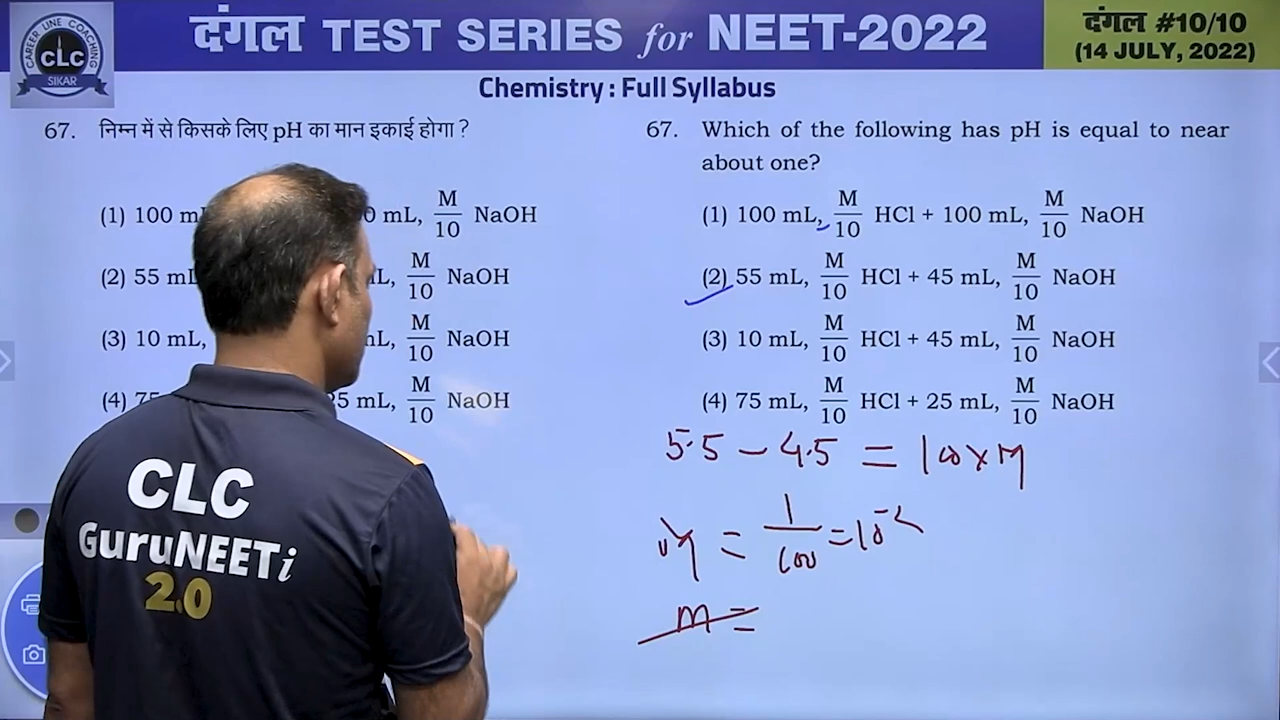 CAREER LINE COACHING
CLC
SIKAR
दंगल TEST SERIES for NEET-2022
दंगल #10/10
(14 JULY, 2022)
Chemistry : Full Syllabus
67. निम्न में से किसके लिए pH का मान इकाई होगा ?
(1) 100 mL, M/10 NaOH
(2) 55 mL, M/10 NaOH
(3) 10 mL, mL, M/10 NaOH
(4) 75 mL, M/10 NaOH
67. Which of the following has pH is equal to near
about one?
(1) 100 mL, M/10 HCl + 100 mL, M/10 NaOH
(2) 55 mL, M/10 HCl + 45 mL, M/10 NaOH
(3) 10 mL, M/10 HCl + 45 mL, M/10 NaOH
(4) 75 mL, M/10 HCl + 25 mL, M/10 NaOH
5.5 - 4.5 = 100 x M
M = 1/100 = 10
M =
CLC
GuruNEETi
2.0